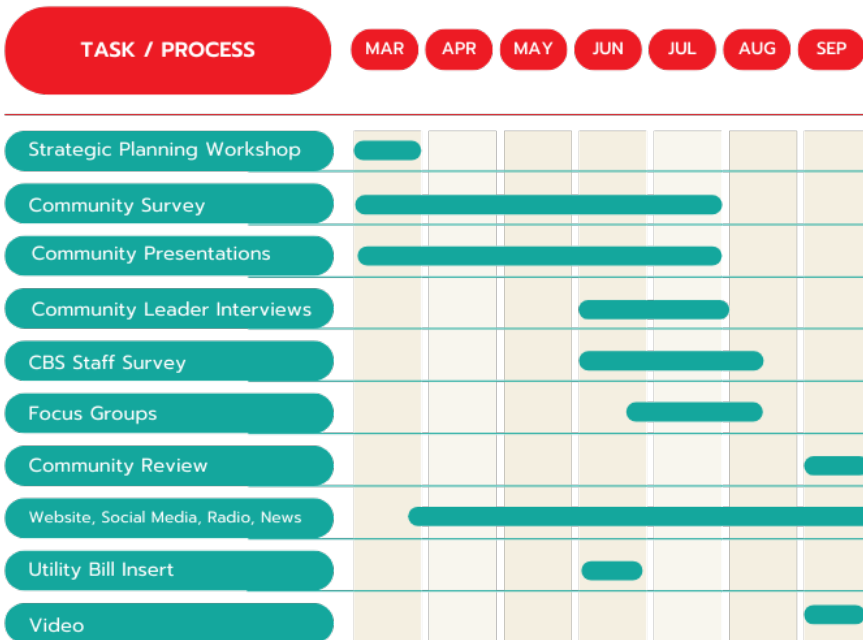 TASK / PROCESS MAR APR MAY JUN JUL AUG SEP
Strategic Planning Workshop
Community Survey
Community Presentations
Community Leader Interviews
CBS Staff Survey
Focus Groups
Community Review
Website, Social Media, Radio, News
Utility Bill Insert
Video